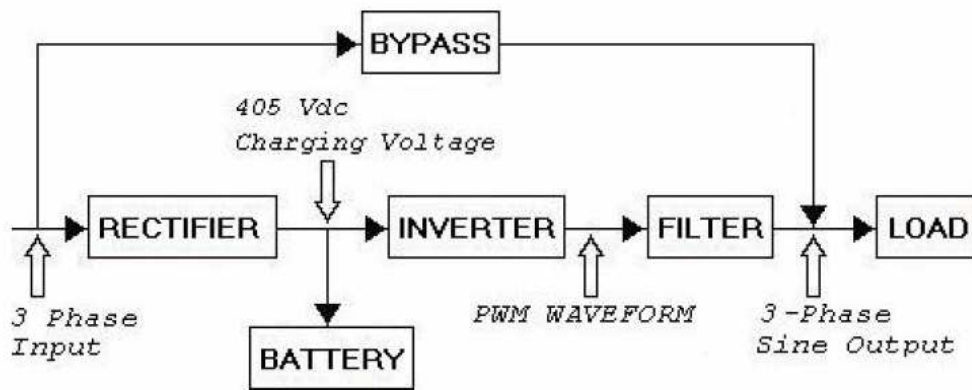 BYPASS
405 Vdc
Charging Voltage
RECTIFIER
INVERTER
FILTER
LOAD
3 Phase
Input
PWM WAVEFORM
3-Phase
Sine Output
BATTERY